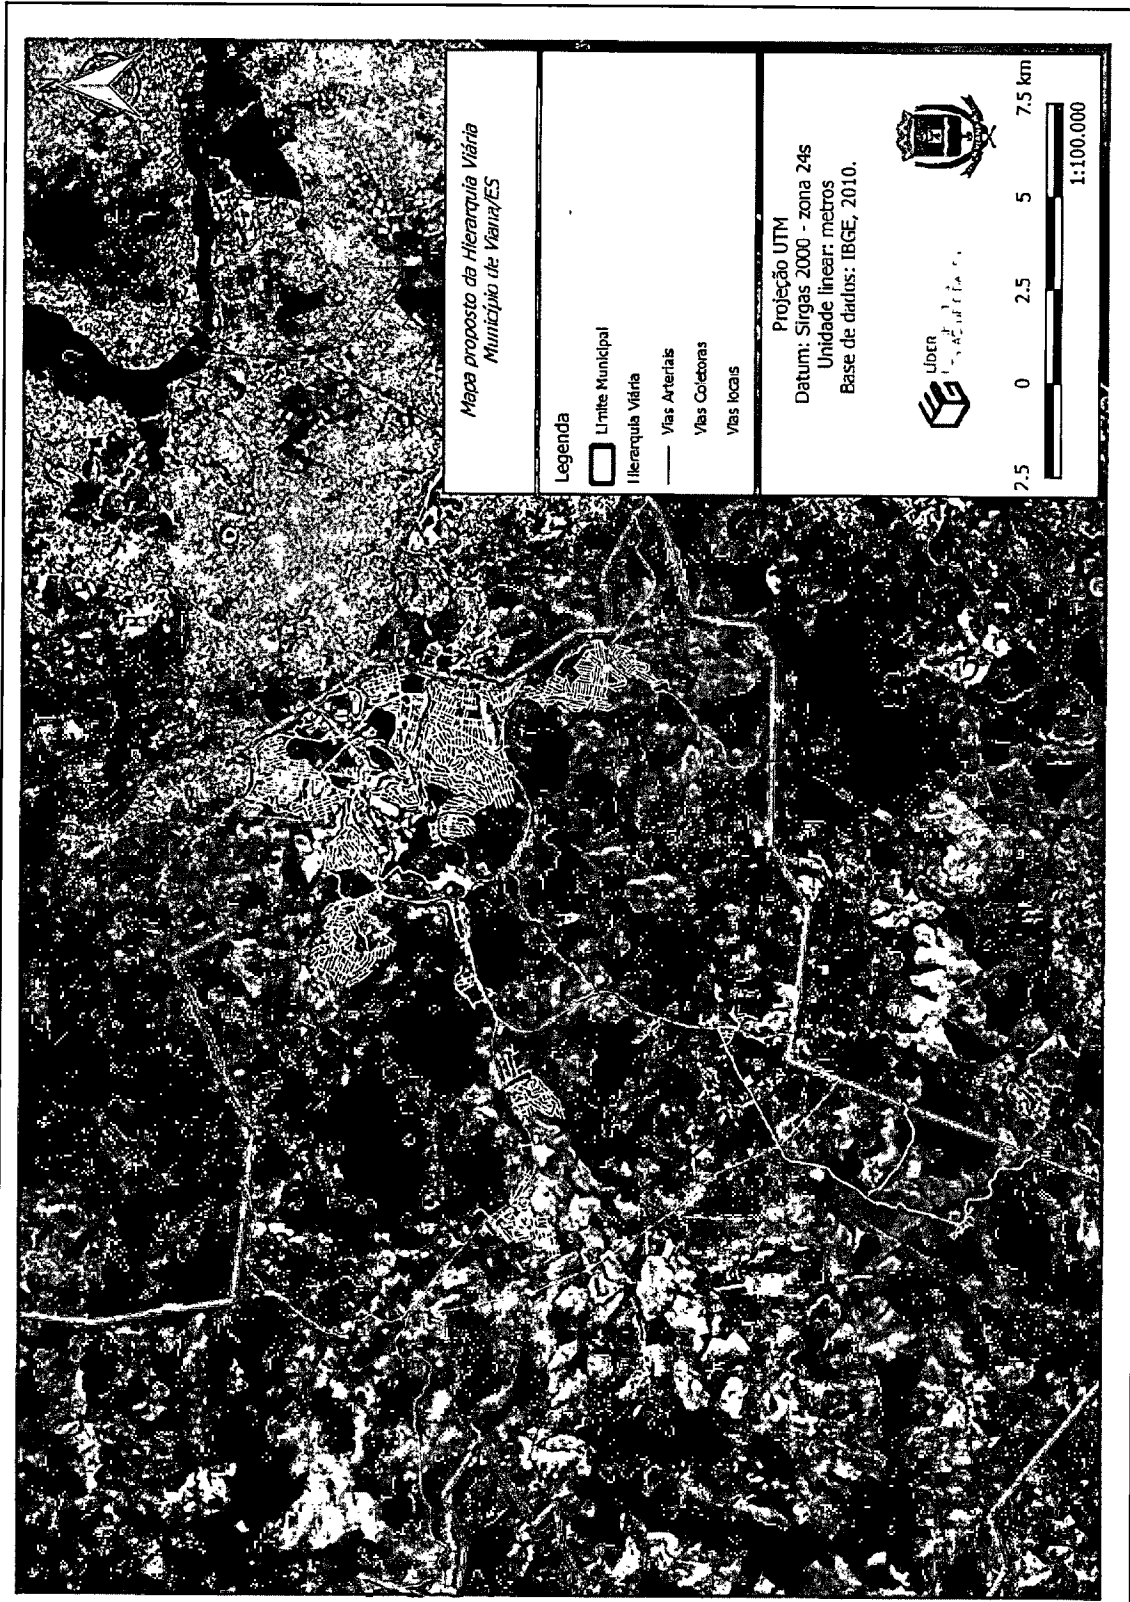 Mapa proposto da Hierarquia Viária
Município de Viana/ES
Legenda
Limite Municipal
Hierarquia Viária
Vias Arteriais
Vias Coletoras
Vias locais
Projeção UTM
Datum: Sirgas 2000 - zona 24s
Unidade linear: metros
Base de dados: IBGE, 2010.
LÍDER
2.5 0 2.5 5 7.5 km
1:100.000